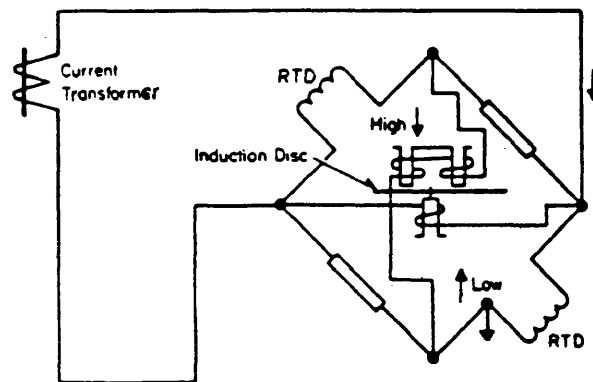 Current
Transformer
RTD
High
Induction Disc
Low
RTD